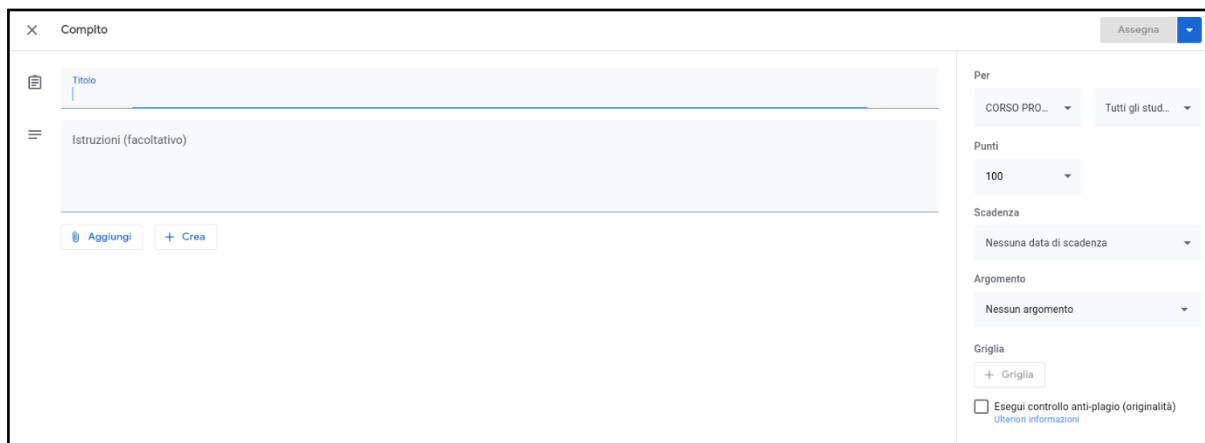 Compito
Assegna
Titolo
Istruzioni (facoltativo)
Aggiungi
+ Crea
Per
CORSO PRO...
Tutti gli stud...
Punti
100
Scadenza
Nessuna data di scadenza
Argomento
Nessun argomento
Griglia
+ Griglia
Esegui controllo anti-plagio (originalità)
Ulteriori informazioni